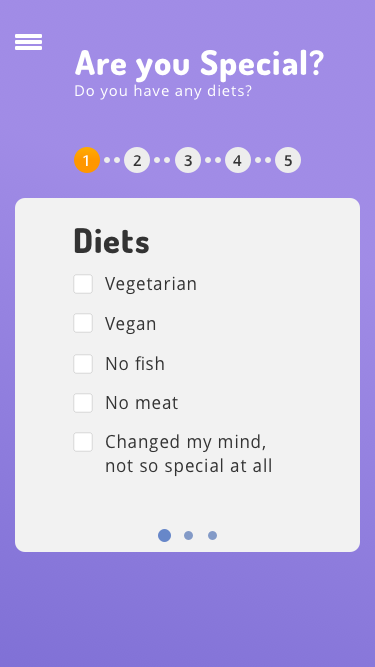 Are you Special?
Do you have any diets?
1 2 3 4 5
Diets
Vegetarian
Vegan
No fish
No meat
Changed my mind,
not so special at all